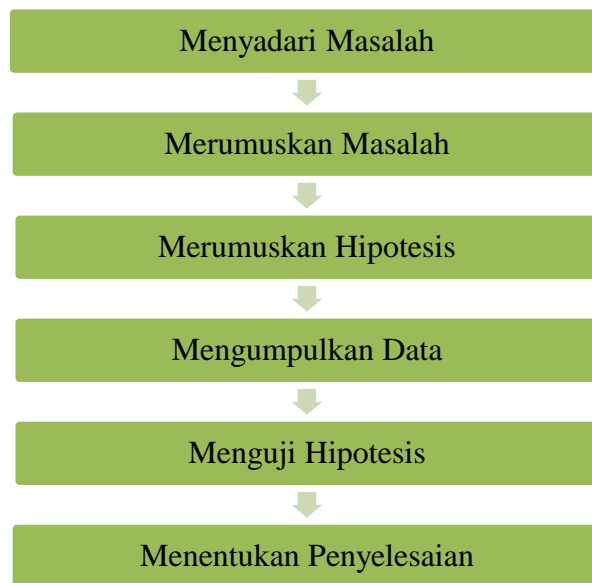 Menyadari Masalah
Merumuskan Masalah
Merumuskan Hipotesis
Mengumpulkan Data
Menguji Hipotesis
Menentukan Penyelesaian